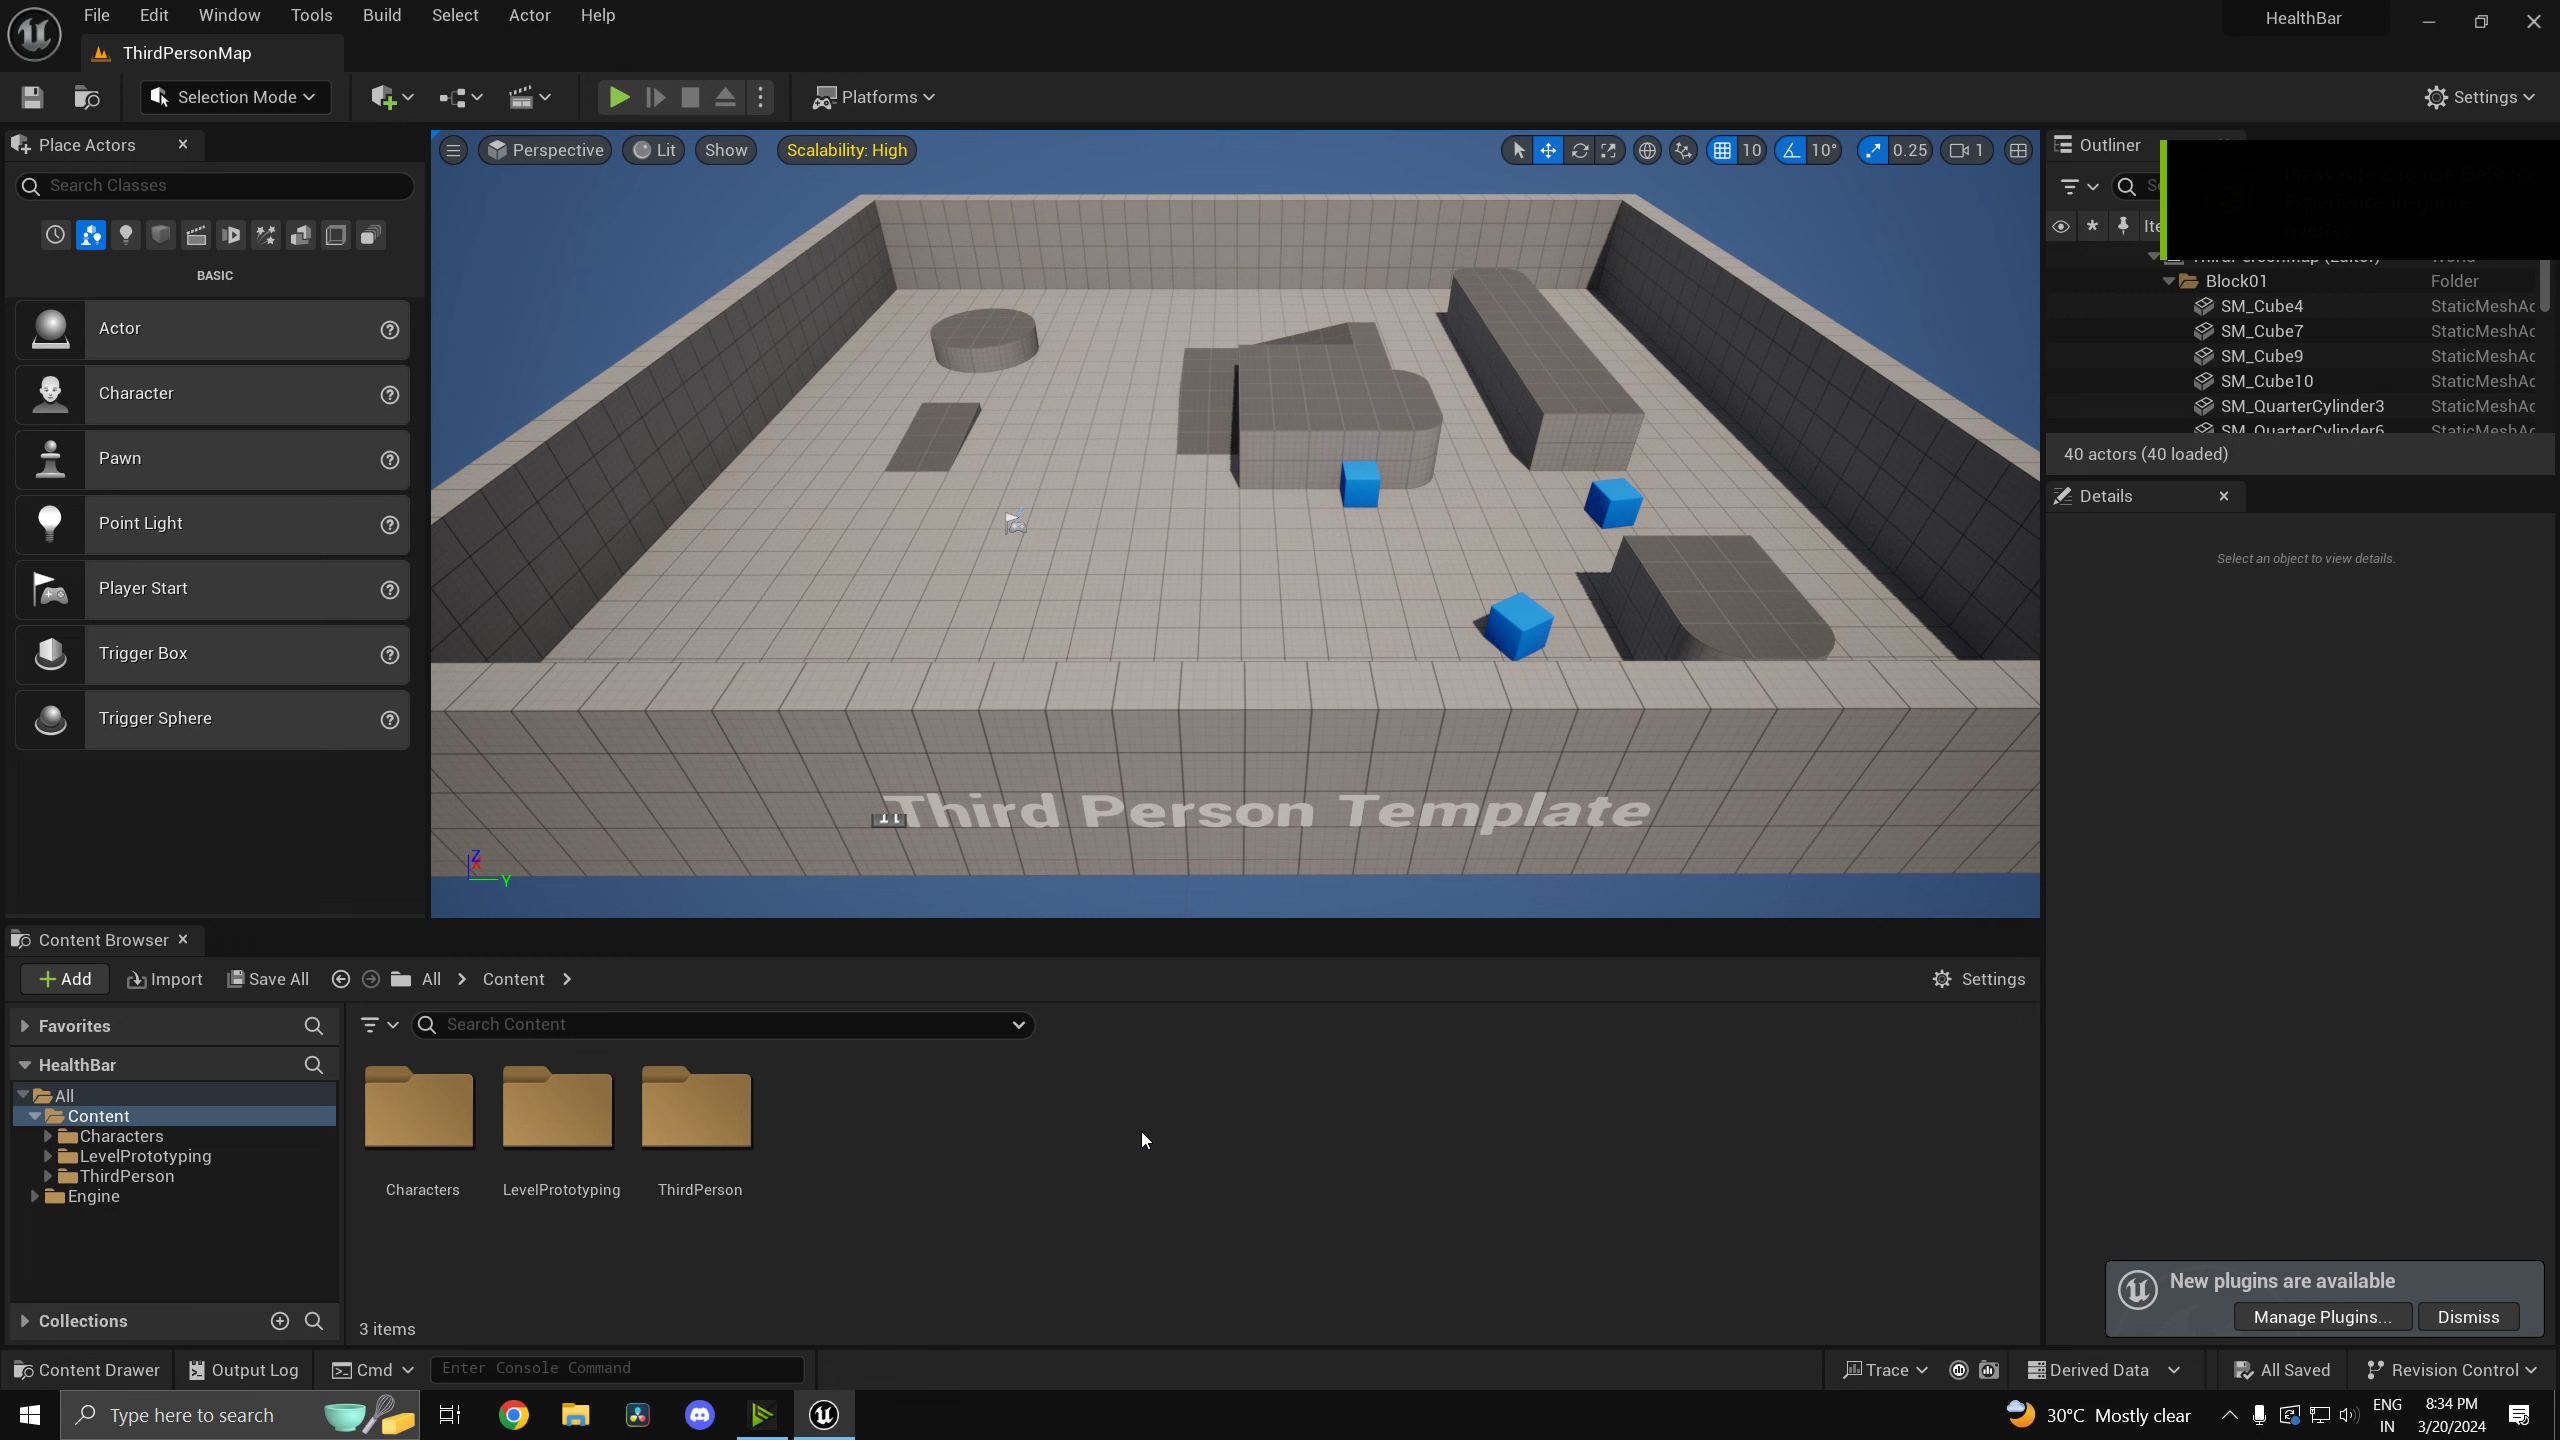 File Edit Window Tools Build Select Actor Help
HealthBar
ThirdPersonMap
Selection Mode
Platforms
Settings
Place Actors
Search Classes
BASIC
Actor
Character
Pawn
Point Light
Player Start
Trigger Box
Trigger Sphere
Perspective Lit Show Scalability: High
10 10° 0.25 1
Third Person Template
Z
X
Y
Outliner
Block01 Folder
SM_Cube4 StaticMeshAc
SM_Cube7 StaticMeshAc
SM_Cube9 StaticMeshAc
SM_Cube10 StaticMeshAc
SM_QuarterCylinder3 StaticMeshAc
SM_QuarterCylinder6 StaticMeshAc
40 actors (40 loaded)
Details
Select an object to view details.
Content Browser
Add Import Save All All Content
Settings
Favorites
HealthBar
All
Content
Characters
LevelPrototyping
ThirdPerson
Engine
Collections
Search Content
Characters LevelPrototyping ThirdPerson
3 items
New plugins are available
Manage Plugins... Dismiss
Content Drawer Output Log Cmd Enter Console Command
Trace Derived Data All Saved Revision Control
Type here to search
30°C Mostly clear
ENG
IN
8:34 PM
3/20/2024